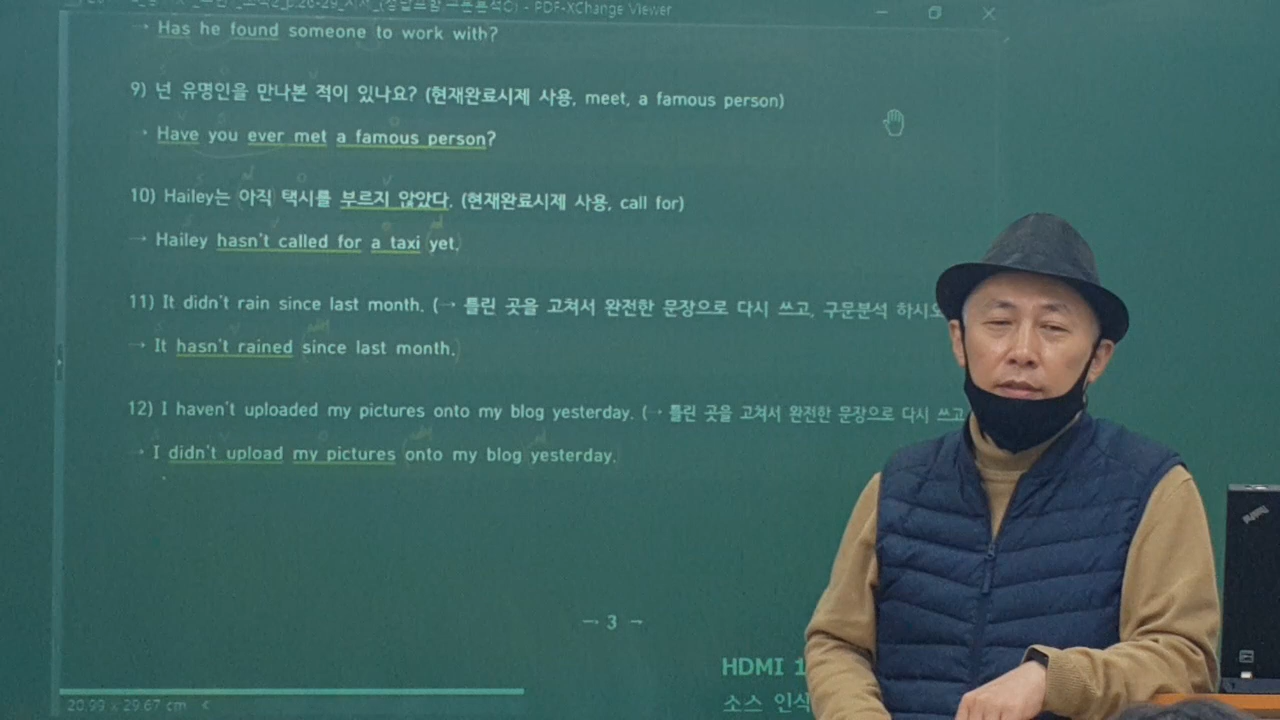 고2_p.26-29_ - PDF-XChange Viewer
→ Has he found someone to work with?
9) 넌 유명인을 만나본 적이 있나요? (현재완료시제 사용, meet, a famous person)
→ Have you ever met a famous person?
10) Hailey는 아직 택시를 부르지 않았다. (현재완료시제 사용, call for)
→ Hailey hasn't called for a taxi yet.
11) It didn't rain since last month. (→ 틀린 곳을 고쳐서 완전한 문장으로 다시 쓰고, 구문분석 하시오
→ It hasn't rained since last month.
12) I haven't uploaded my pictures onto my blog yesterday. (→ 틀린 곳을 고쳐서 완전한 문장으로 다시 쓰고
→ I didn't upload my pictures onto my blog yesterday.
- 3 -
HDMI 1
소스 인식
20.99 x 29.67 cm
ThinkPad